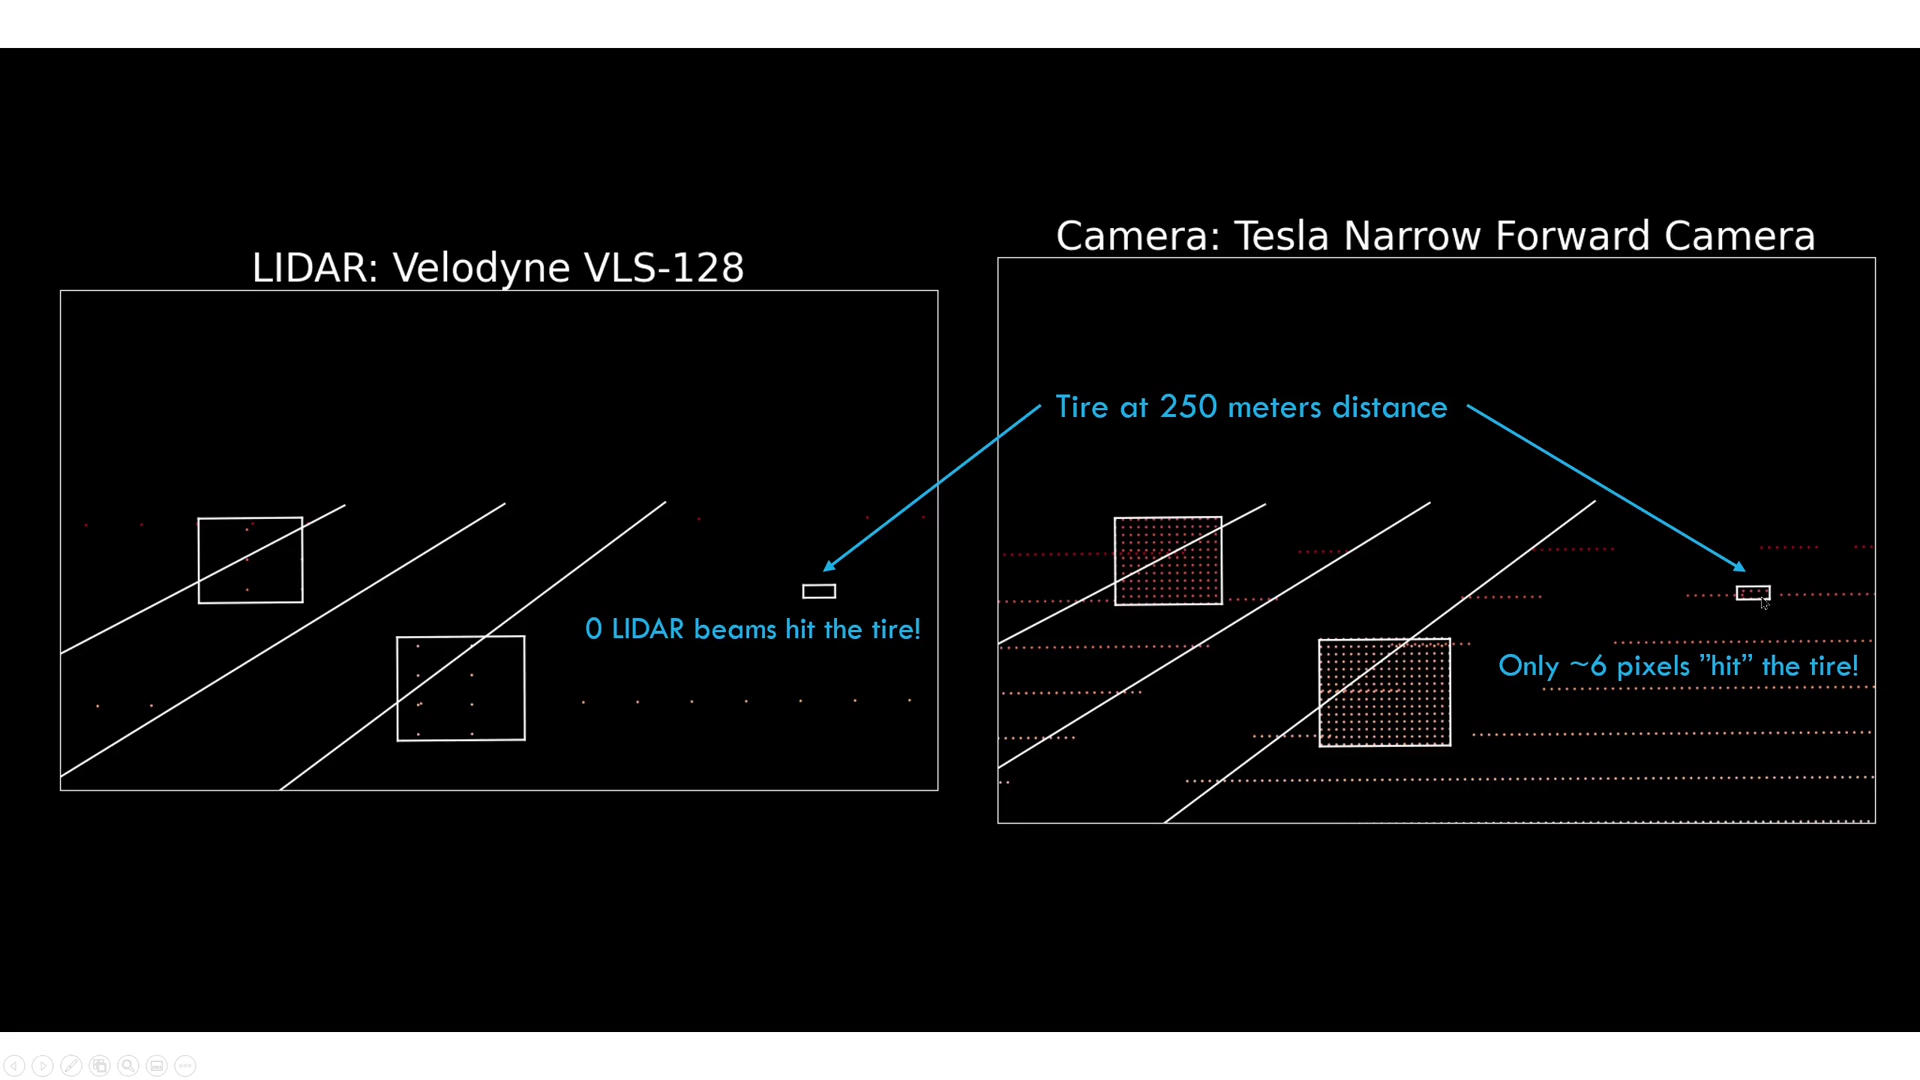 LIDAR: Velodyne VLS-128
Camera: Tesla Narrow Forward Camera
Tire at 250 meters distance
0 LIDAR beams hit the tire!
Only ~6 pixels ”hit” the tire!